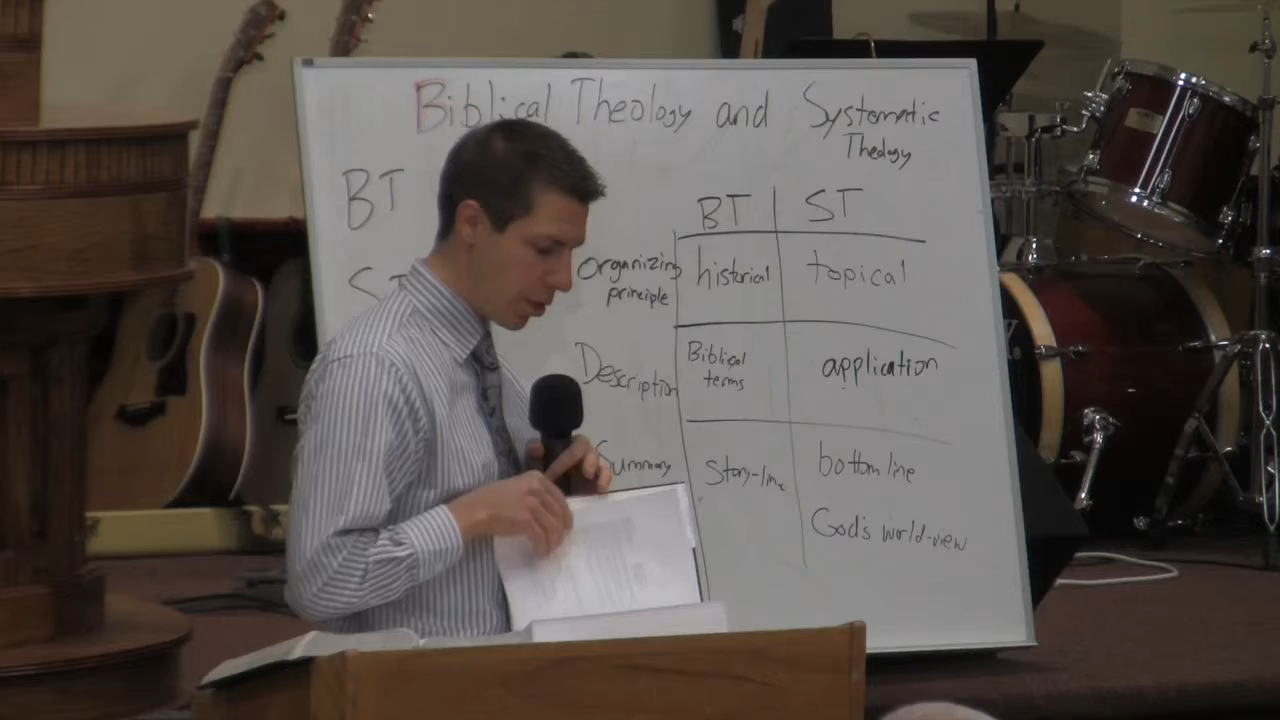 Biblical Theology and Systematic
Theology
BT
BT ST
Organizing
principle
historical
topical
Description
Biblical
terms
application
Summary
Story-line
bottom line
God's world-view